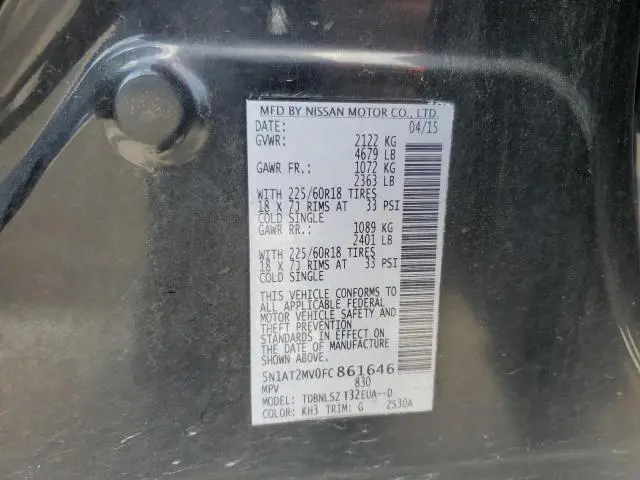 MFD BY NISSAN MOTOR CO., LTD.
DATE: 04/15
GVWR: 2122 KG
4679 LB
GAWR FR.: 1072 KG
2363 LB
WITH 225/60R18 TIRES
18 X 7J RIMS AT 33 PSI
COLD SINGLE
GAWR RR.: 1089 KG
2401 LB
WITH 225/60R18 TIRES
18 X 7J RIMS AT 33 PSI
COLD SINGLE
THIS VEHICLE CONFORMS TO
ALL APPLICABLE FEDERAL
MOTOR VEHICLE SAFETY AND
THEFT PREVENTION
STANDARDS IN EFFECT ON
THE DATE OF MANUFACTURE
SHOWN ABOVE.
5N1AT2MV0FC861646
MPV 830
MODEL: TDBNLSZ T32EUA--D
COLOR: KH3 TRIM: G 2S30A